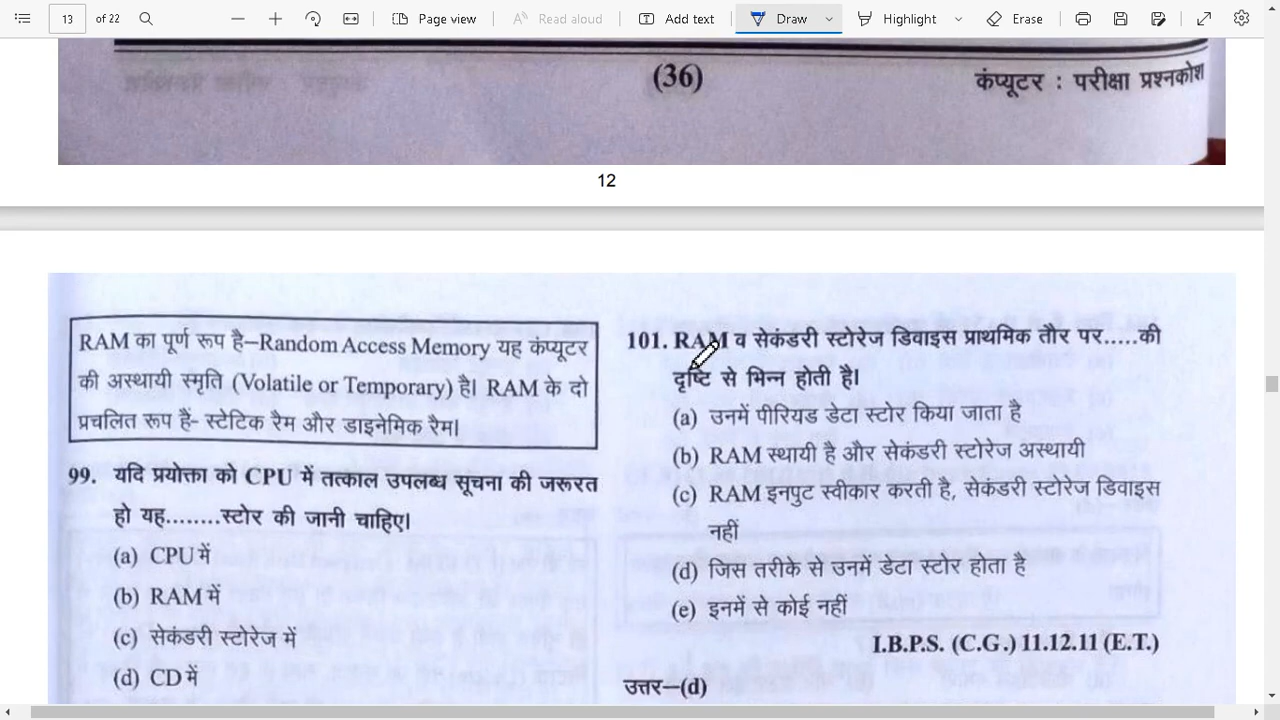 13
of 22
Page view
Read aloud
Add text
Draw
Highlight
Erase
(36)
कंप्यूटर : परीक्षा प्रश्नकोश
12
RAM का पूर्ण रूप है–Random Access Memory यह कंप्यूटर
की अस्थायी स्मृति (Volatile or Temporary) है। RAM के दो
प्रचलित रूप हैं- स्टेटिक रैम और डाइनेमिक रैम।
99. यदि प्रयोक्ता को CPU में तत्काल उपलब्ध सूचना की जरूरत
हो यह........स्टोर की जानी चाहिए।
(a) CPU में
(b) RAM में
(c) सेकंडरी स्टोरेज में
(d) CD में
101. RAM व सेकंडरी स्टोरेज डिवाइस प्राथमिक तौर पर.....की
दृष्टि से भिन्न होती है।
(a) उनमें पीरियड डेटा स्टोर किया जाता है
(b) RAM स्थायी है और सेकंडरी स्टोरेज अस्थायी
(c) RAM इनपुट स्वीकार करती है, सेकंडरी स्टोरेज डिवाइस
नहीं
(d) जिस तरीके से उनमें डेटा स्टोर होता है
(e) इनमें से कोई नहीं
I.B.P.S. (C.G.) 11.12.11 (E.T.)
उत्तर–(d)